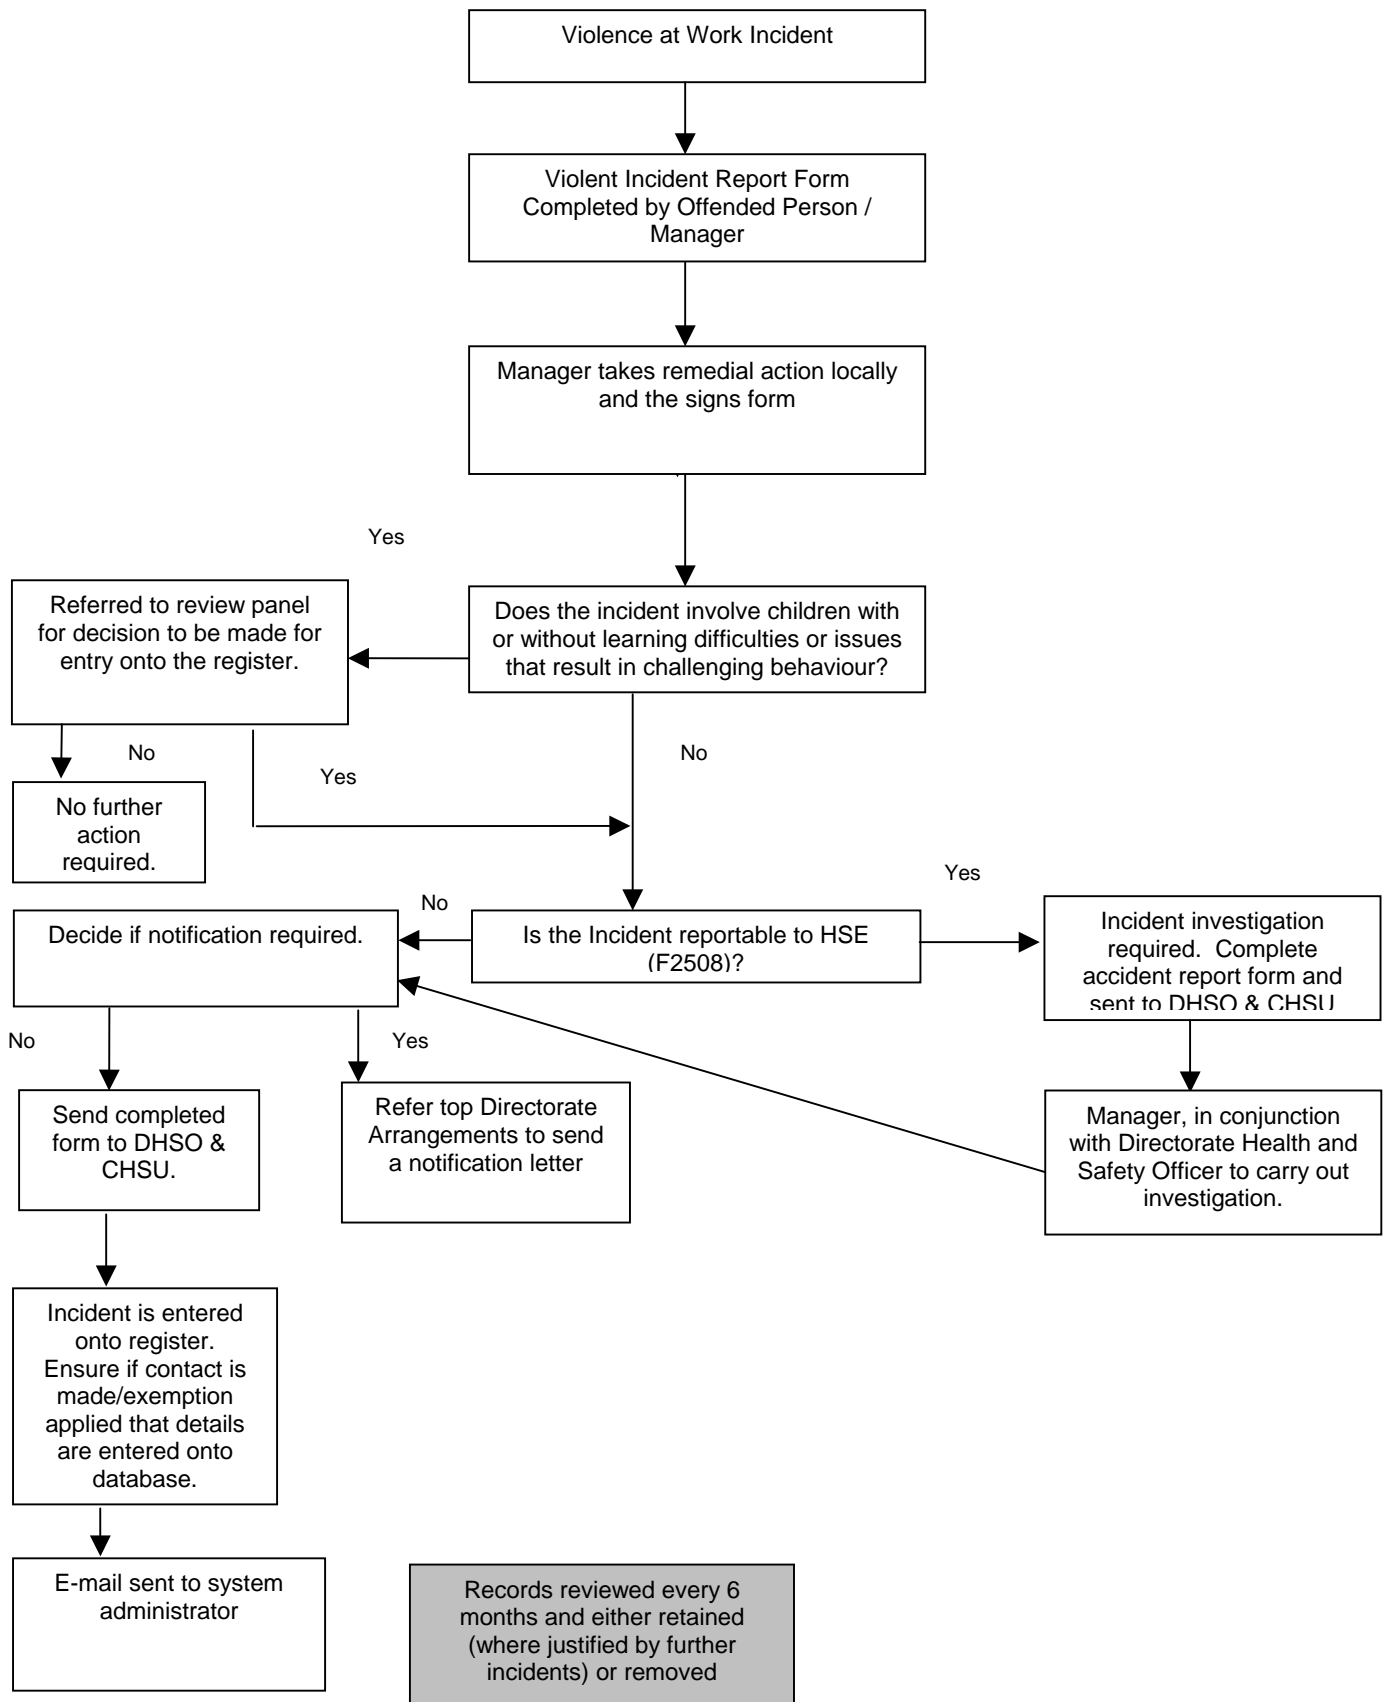 Violence at Work Incident
Violent Incident Report Form
Completed by Offended Person /
Manager
Manager takes remedial action locally
and the signs form
Yes
Referred to review panel
for decision to be made for
entry onto the register.
Does the incident involve children with
or without learning difficulties or issues
that result in challenging behaviour?
No
Yes
No
No further
action
required.
Yes
No
Decide if notification required.
Is the Incident reportable to HSE
(F2508)?
Incident investigation
required.  Complete
accident report form and
sent to DHSO & CHSU
No
Yes
Send completed
form to DHSO &
CHSU.
Refer top Directorate
Arrangements to send
a notification letter
Manager, in conjunction
with Directorate Health and
Safety Officer to carry out
investigation.
Incident is entered
onto register.
Ensure if contact is
made/exemption
applied that details
are entered onto
database.
E-mail sent to system
administrator
Records reviewed every 6
months and either retained
(where justified by further
incidents) or removed